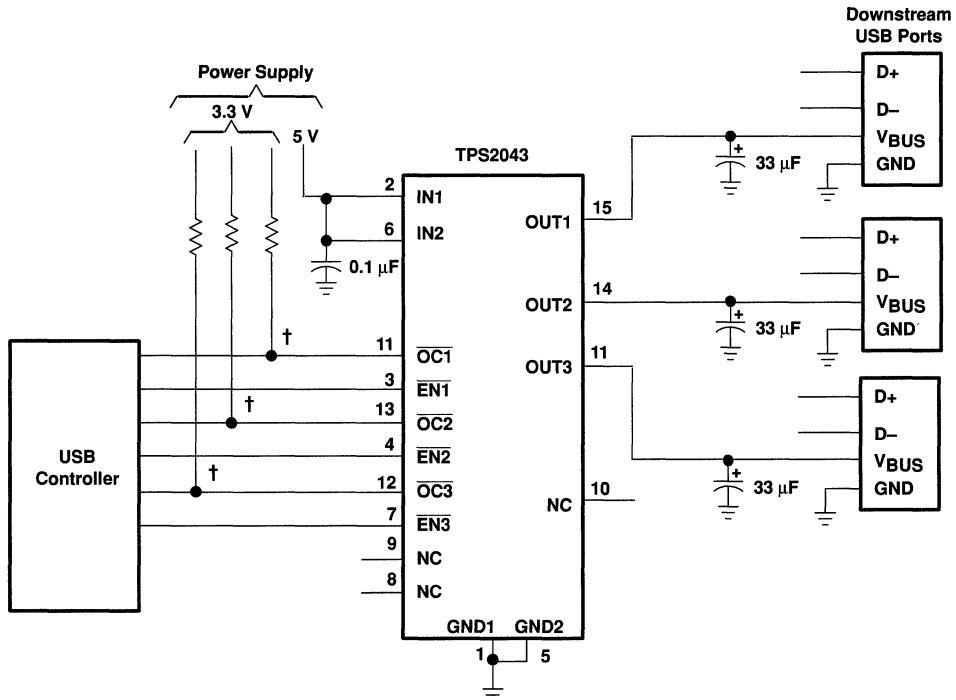 Downstream
USB Ports
Power Supply
3.3 V
5 V
TPS2043
D+
D–
VBUS
GND
33 µF
+
2
IN1
6
IN2
0.1 µF
15
OUT1
D+
D–
VBUS
GND
33 µF
+
14
OUT2
†
11
OC1
3
EN1
†
13
OC2
4
EN2
†
12
OC3
7
EN3
9
NC
8
NC
11
OUT3
D+
D–
VBUS
GND
33 µF
+
10
NC
USB
Controller
GND1
GND2
1
5